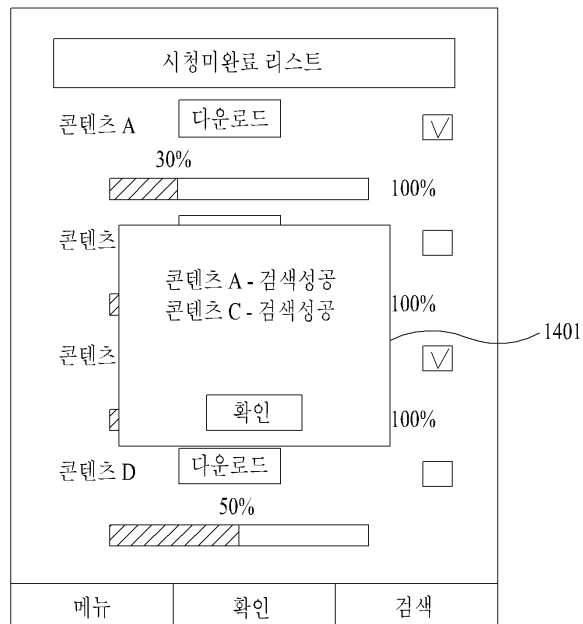 시청미완료 리스트
콘텐츠 A
다운로드
30%
100%
콘텐츠
콘텐츠 A - 검색성공
콘텐츠 C - 검색성공
100%
1401
콘텐츠
확인
100%
콘텐츠 D
다운로드
50%
메뉴
확인
검색